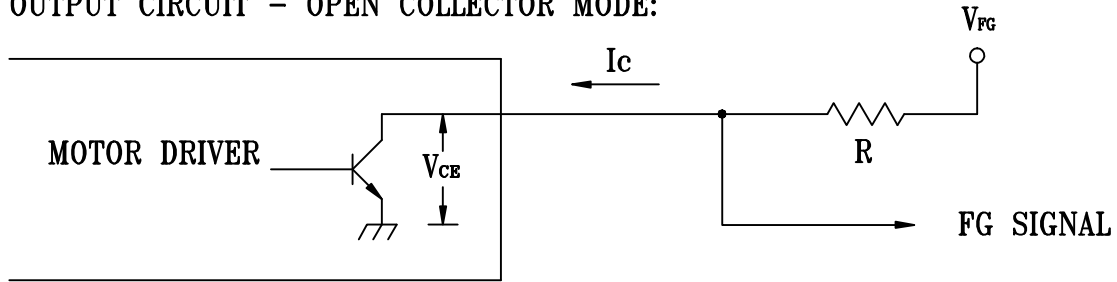 OUTPUT CIRCUIT - OPEN COLLECTOR MODE:
VFG
Ic
MOTOR DRIVER
VCE
R
FG SIGNAL